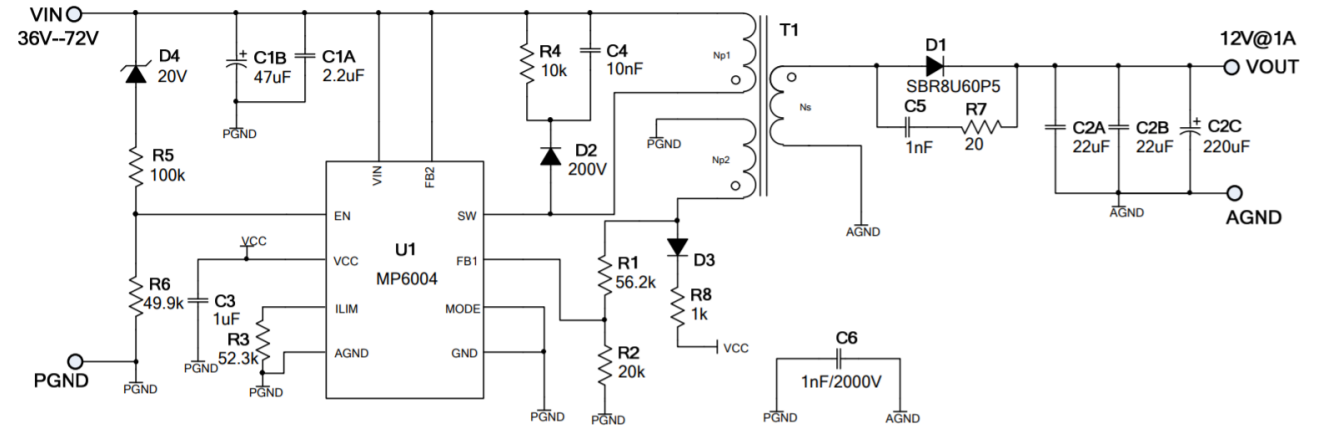 VIN
36V--72V
D4
20V
C1B
47uF
C1A
2.2uF
PGND
R4
10k
C4
10nF
T1
Np1
Ns
Np2
PGND
D1
SBR8U60P5
C5
1nF
R7
20
12V@1A
VOUT
C2A
22uF
C2B
22uF
C2C
220uF
AGND
AGND
AGND
R5
100k
D2
200V
VIN
FB2
EN
SW
U1
MP6004
VCC
VCC
FB1
ILIM
MODE
AGND
GND
R6
49.9k
C3
1uF
PGND
R3
52.3k
PGND
PGND
PGND
R1
56.2k
D3
R8
1k
VCC
R2
20k
PGND
PGND
C6
1nF/2000V
PGND
AGND
+
+